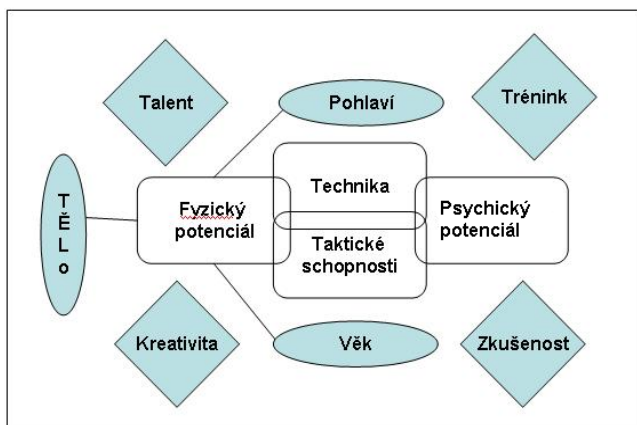 Talent
Pohlaví
Trénink
T
Ě
L
o
Fyzický
potenciál
Technika
Taktické
schopnosti
Psychický
potenciál
Kreativita
Věk
Zkušenost